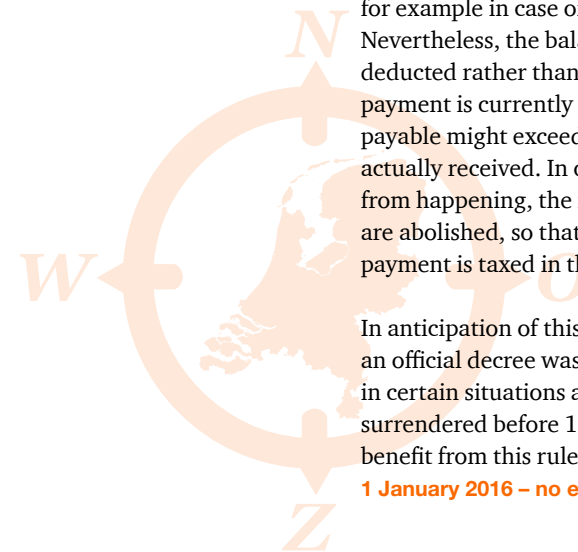 for example in case of
Nevertheless, the bal
deducted rather than
payment is currently
payable might exceed
actually received. In
from happening, the
are abolished, so that
payment is taxed in
In anticipation of this
an official decree was
in certain situations
surrendered before 1
benefit from this rule
1 January 2016 – no
N
W
O
Z